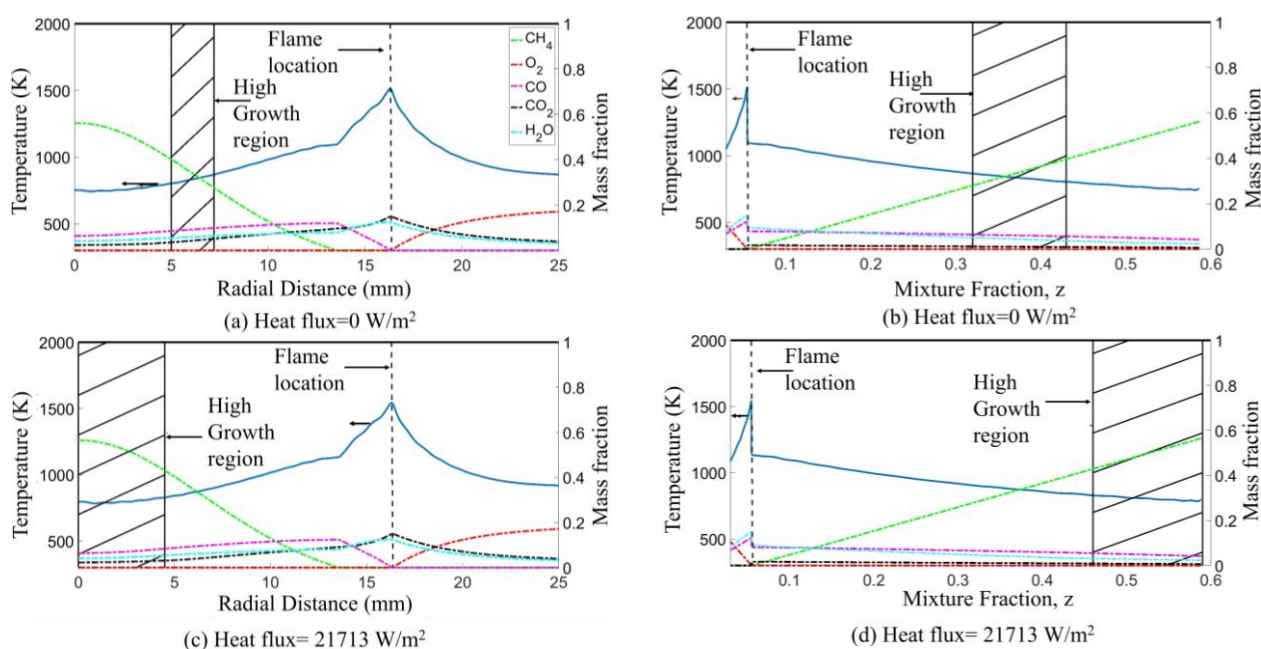 2000
1500
1000
500
Temperature (K)
0
5
10
15
20
25
Radial Distance (mm)
1
0.8
0.6
0.4
0.2
0
Mass fraction
Flame
location
High
Growth
region
CH4
O2
CO
CO2
H2O
(a) Heat flux=0 W/m²
2000
1500
1000
500
Temperature (K)
0.1
0.2
0.3
0.4
0.5
0.6
Mixture Fraction, z
1
0.8
0.6
0.4
0.2
0
Mass fraction
Flame
location
High
Growth
region
(b) Heat flux=0 W/m²
2000
1500
1000
500
Temperature (K)
0
5
10
15
20
25
Radial Distance (mm)
1
0.8
0.6
0.4
0.2
0
Mass fraction
Flame
location
High
Growth
region
(c) Heat flux= 21713 W/m²
2000
1500
1000
500
Temperature (K)
0.1
0.2
0.3
0.4
0.5
0.6
Mixture Fraction, z
1
0.8
0.6
0.4
0.2
0
Mass fraction
Flame
location
High
Growth
region
(d) Heat flux= 21713 W/m²